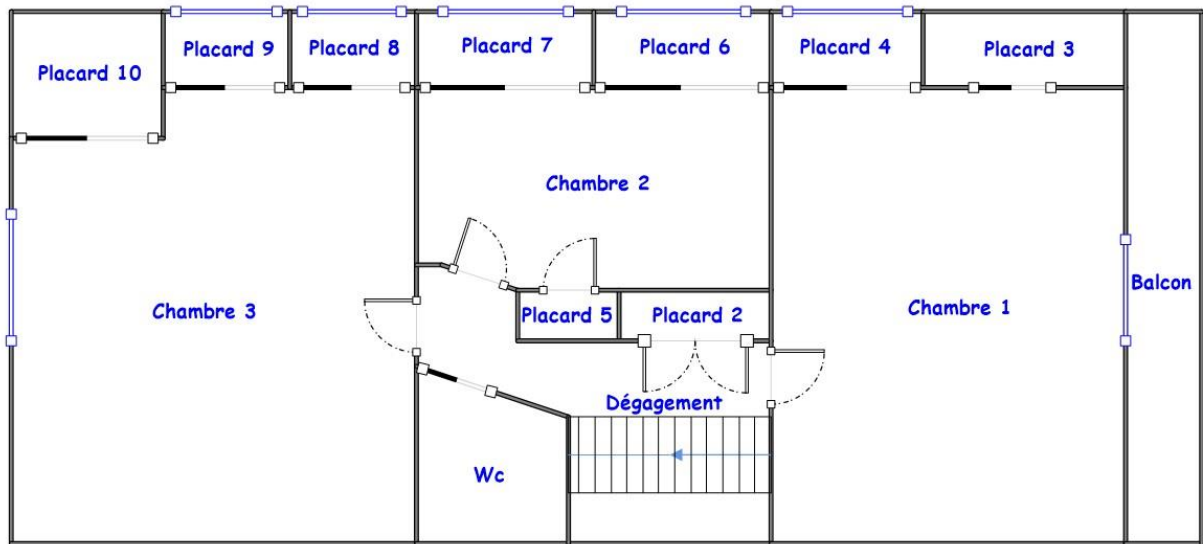 Placard 9
Placard 8
Placard 7
Placard 6
Placard 4
Placard 3
Placard 10
Chambre 2
Balcon
Chambre 3
Placard 5
Placard 2
Chambre 1
Dégagement
Wc